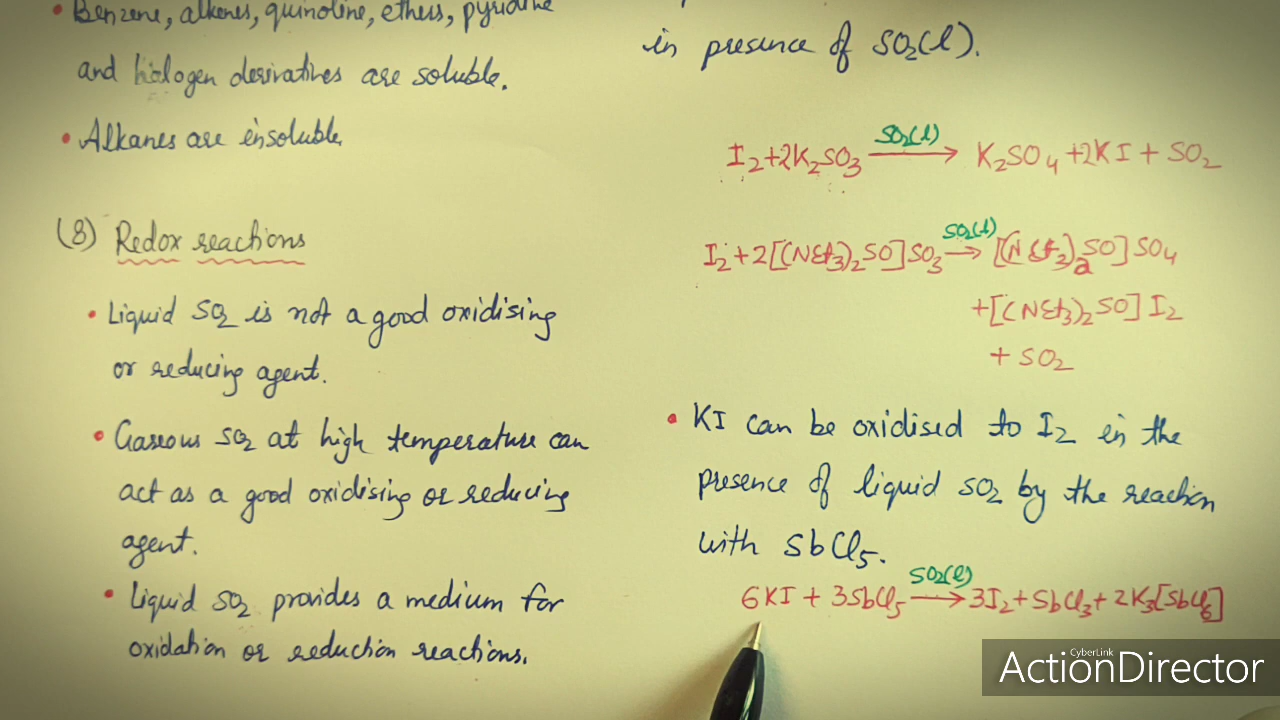 • Benzene, alkenes, quinoline, ethers, pyridine
and halogen derivatives are soluble.
• Alkanes are insoluble.
(8) Redox reactions
• Liquid SO₂ is not a good oxidising
or reducing agent.
• Gaseous SO₂ at high temperature can
act as a good oxidising or reducing
agent.
• Liquid SO₂ provides a medium for
oxidation or reduction reactions.
in presence of SO₂(l).
SO₂(l)
I₂ + 2K₂SO₃ ⟶ K₂SO₄ + 2KI + SO₂
SO₂(l)
I₂ + 2[(NEt₃)₂SO]SO₃ ⟶ [(NEt₃)₂SO]SO₄
+ [(NEt₃)₂SO]I₂
+ SO₂
• KI can be oxidised to I₂ in the
presence of liquid SO₂ by the reaction
with SbCl₅.
SO₂(l)
6KI + 3SbCl₅ ⟶ 3I₂ + SbCl₃ + 2K₃[SbCl₆]
CyberLink
ActionDirector